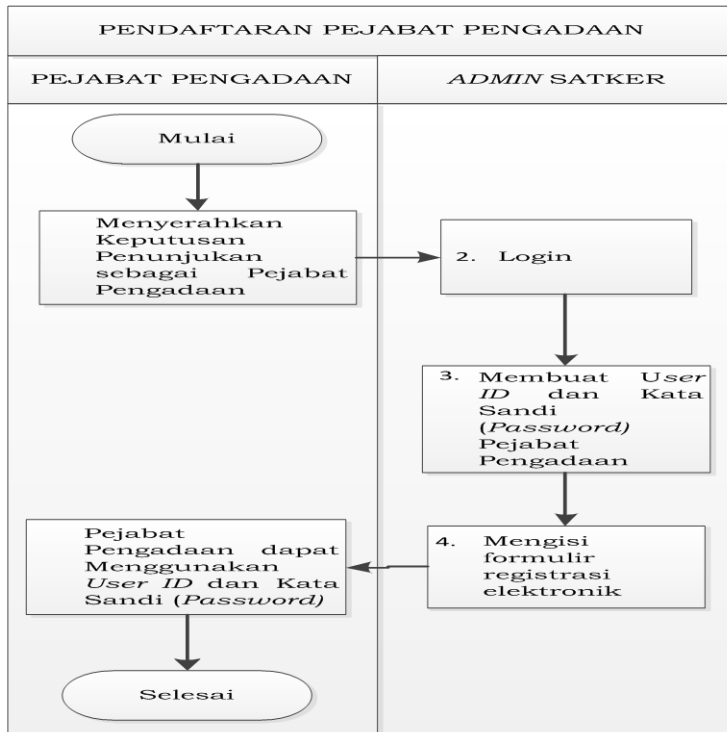 PENDAFTARAN PEJABAT PENGADAAN
PEJABAT PENGADAAN
ADMIN SATKER
Mulai
Menyerahkan
Keputusan
Penunjukan
sebagai Pejabat
Pengadaan
2. Login
3. Membuat User
ID dan Kata
Sandi
(Password)
Pejabat
Pengadaan
4. Mengisi
formulir
registrasi
elektronik
Pejabat
Pengadaan dapat
Menggunakan
User ID dan Kata
Sandi (Password)
Selesai